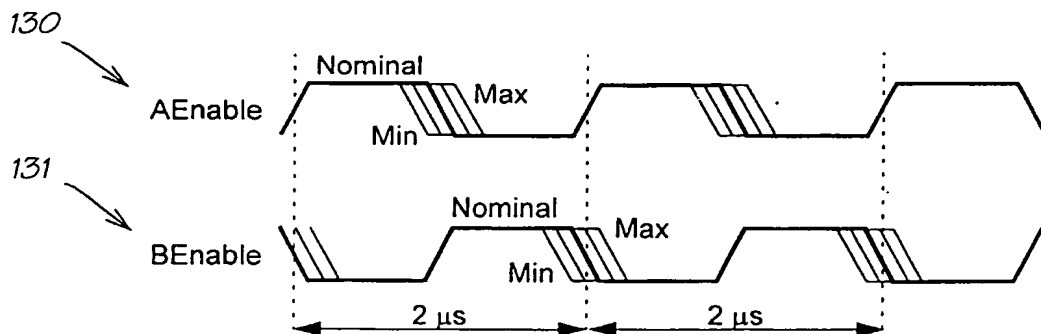 130
Nominal
Max
AEnable
Min
131
Nominal
Max
BEnable
Min
2 µs
2 µs